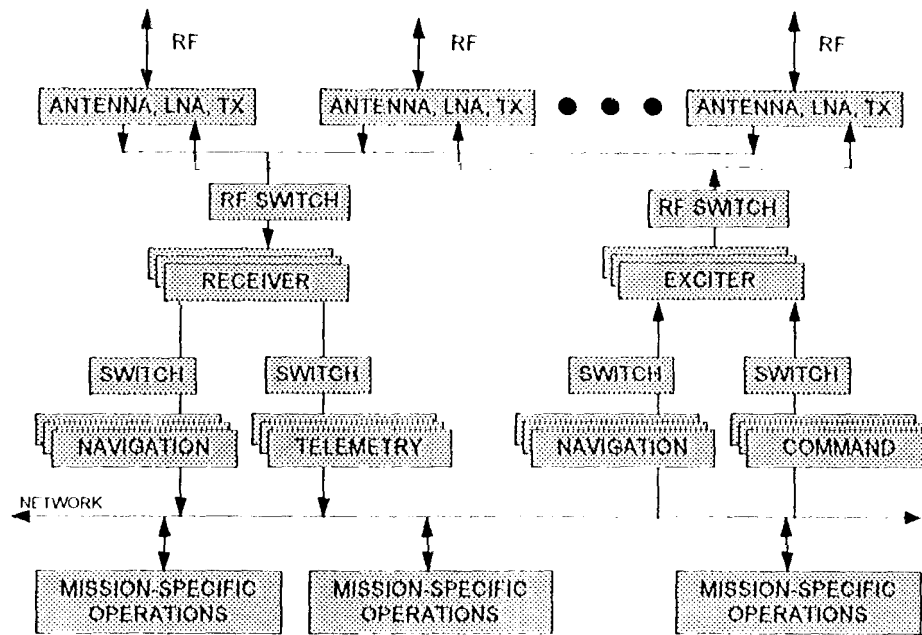 RF
RF
RF
ANTENNA, LNA, TX
ANTENNA, LNA, TX
ANTENNA, LNA, TX
RF SWITCH
RF SWITCH
RECEIVER
EXCITER
SWITCH
SWITCH
SWITCH
SWITCH
NAVIGATION
TELEMETRY
NAVIGATION
COMMAND
NETWORK
MISSION-SPECIFIC
OPERATIONS
MISSION-SPECIFIC
OPERATIONS
MISSION-SPECIFIC
OPERATIONS